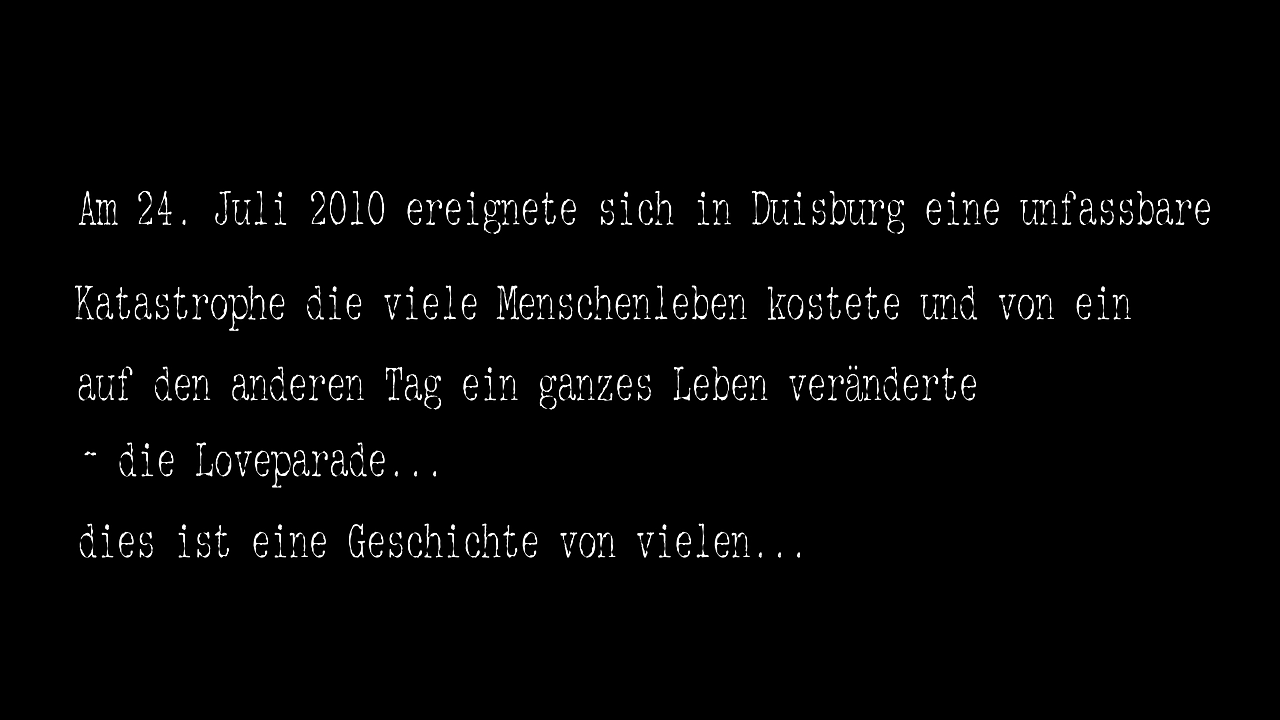 Am 24. Juli 2010 ereignete sich in Duisburg eine unfassbare
Katastrophe die viele Menschenleben kostete und von ein
auf den anderen Tag ein ganzes Leben veränderte
~ die Loveparade...
dies ist eine Geschichte von vielen...